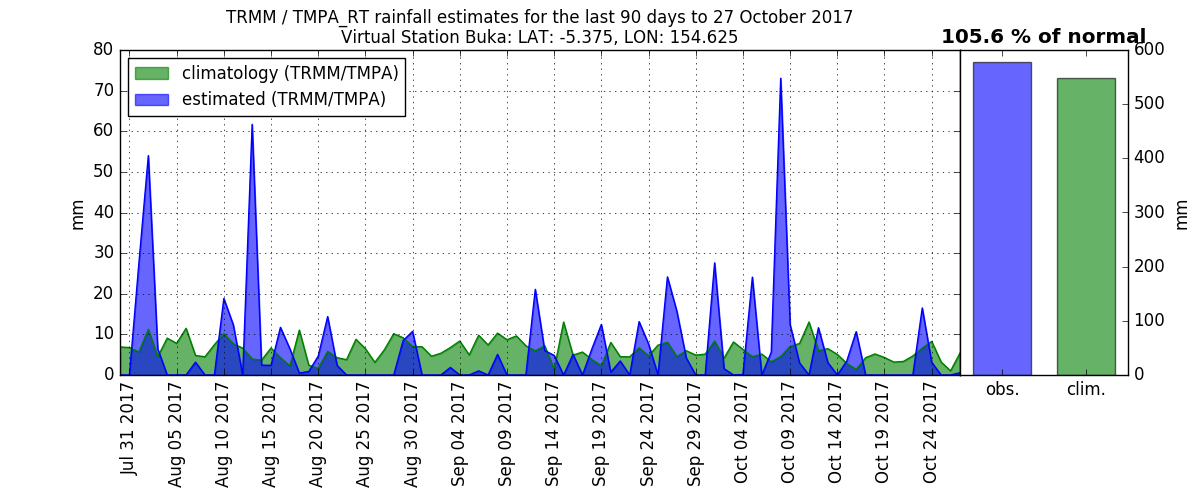 TRMM / TMPA_RT rainfall estimates for the last 90 days to 27 October 2017
Virtual Station Buka: LAT: -5.375, LON: 154.625
105.6 % of normal
climatology (TRMM/TMPA)
estimated (TRMM/TMPA)
mm
80
70
60
50
40
30
20
10
0
Jul 31 2017
Aug 05 2017
Aug 10 2017
Aug 15 2017
Aug 20 2017
Aug 25 2017
Aug 30 2017
Sep 04 2017
Sep 09 2017
Sep 14 2017
Sep 19 2017
Sep 24 2017
Sep 29 2017
Oct 04 2017
Oct 09 2017
Oct 14 2017
Oct 19 2017
Oct 24 2017
600
500
400
300
200
100
0
mm
obs.
clim.